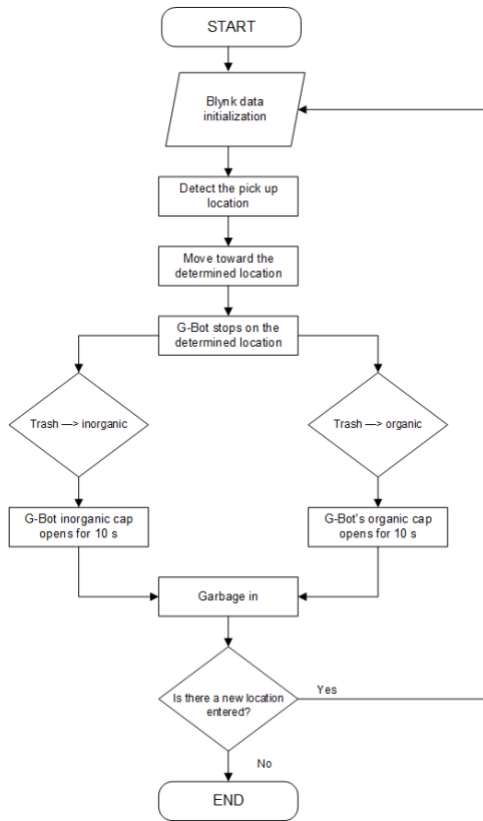 START
Blynk data
initialization
Detect the pick up
location
Move toward the
determined location
G-Bot stops on the
determined location
Trash —> inorganic
Trash —> organic
G-Bot inorganic cap
opens for 10 s
G-Bot's organic cap
opens for 10 s
Garbage in
Is there a new location
entered?
Yes
No
END